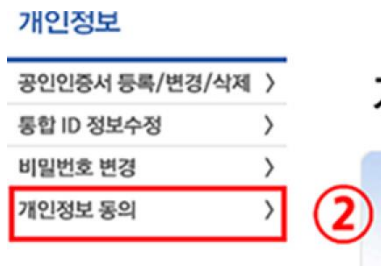 개인정보
공인인증서 등록/변경/삭제 >
통합 ID 정보수정 >
비밀번호 변경 >
개인정보 동의 >
②